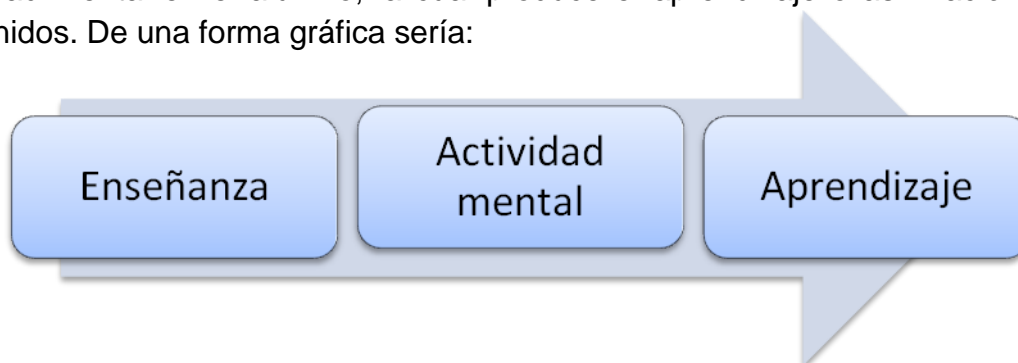 nidos. De una forma gráfica sería:
Enseñanza
Actividad
mental
Aprendizaje